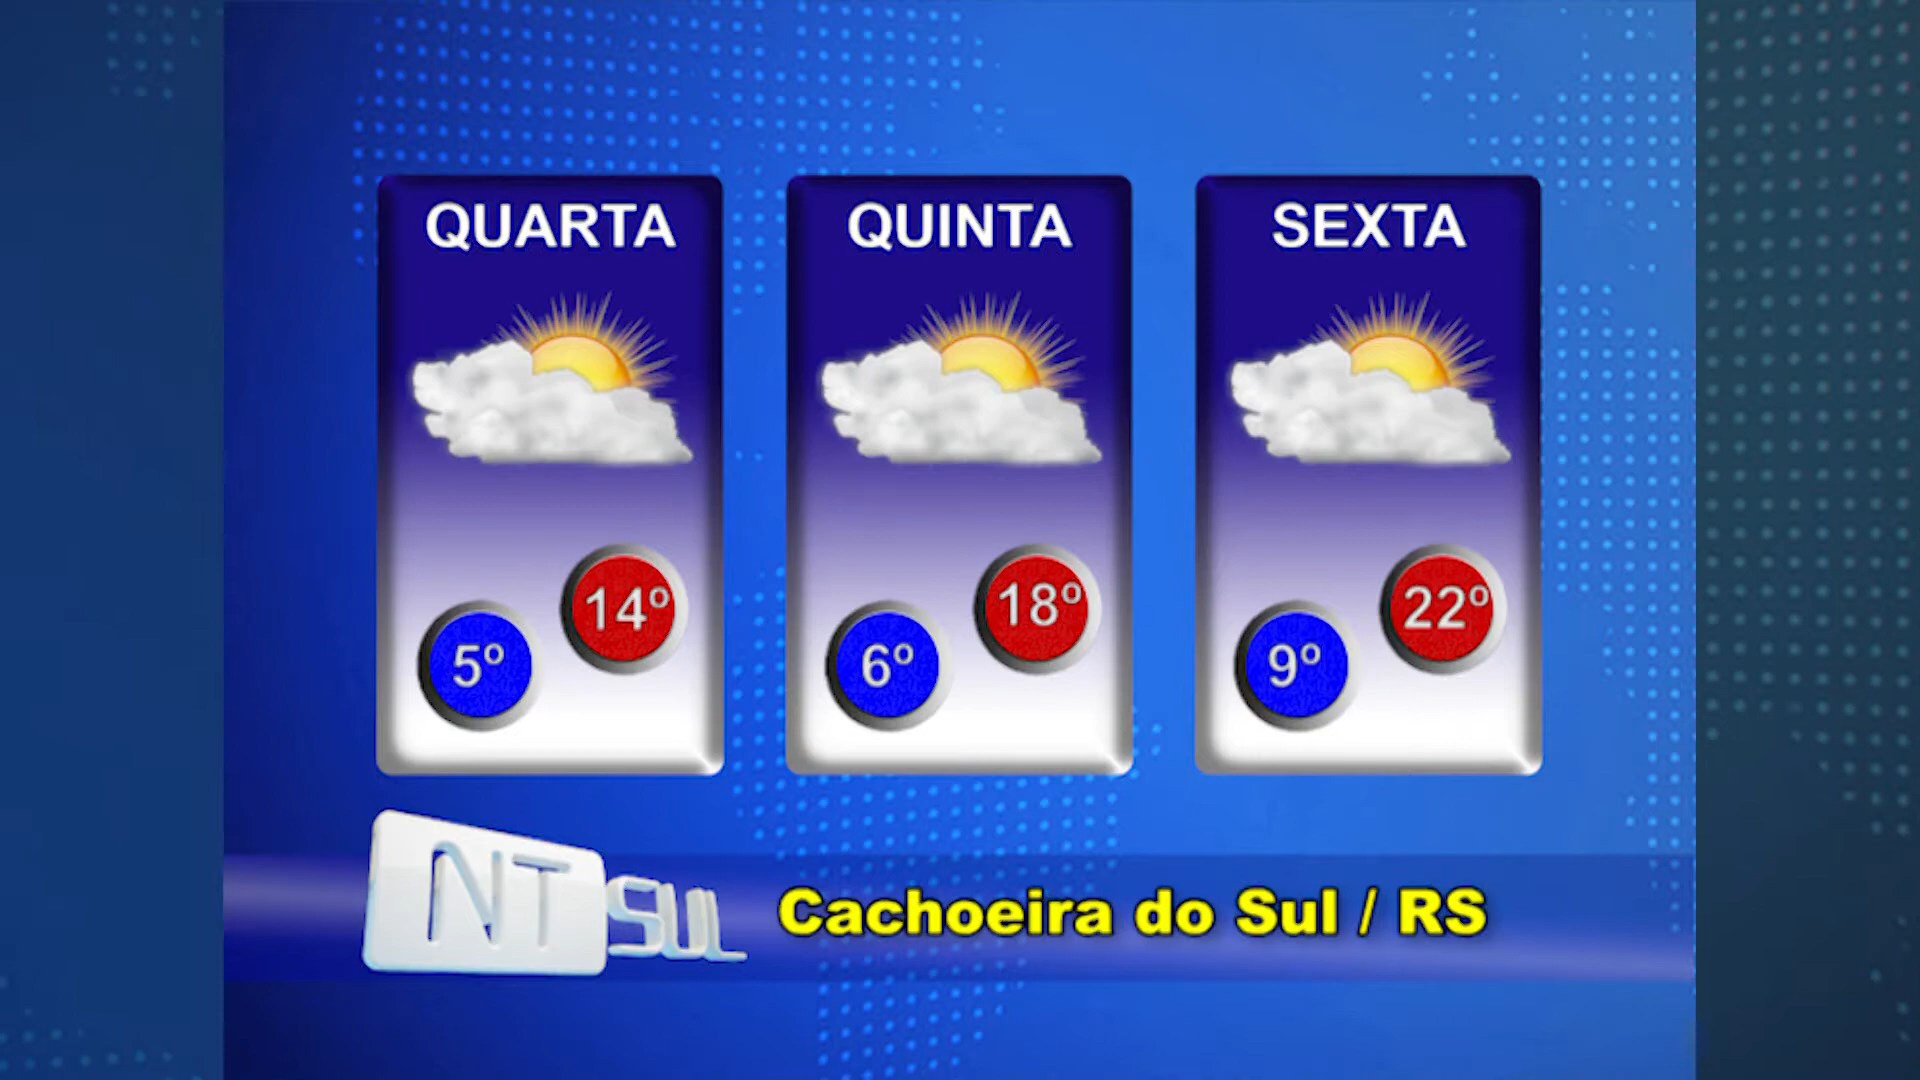 QUARTA
QUINTA
SEXTA
5º
14º
6º
18º
9º
22º
NT SUL
Cachoeira do Sul / RS